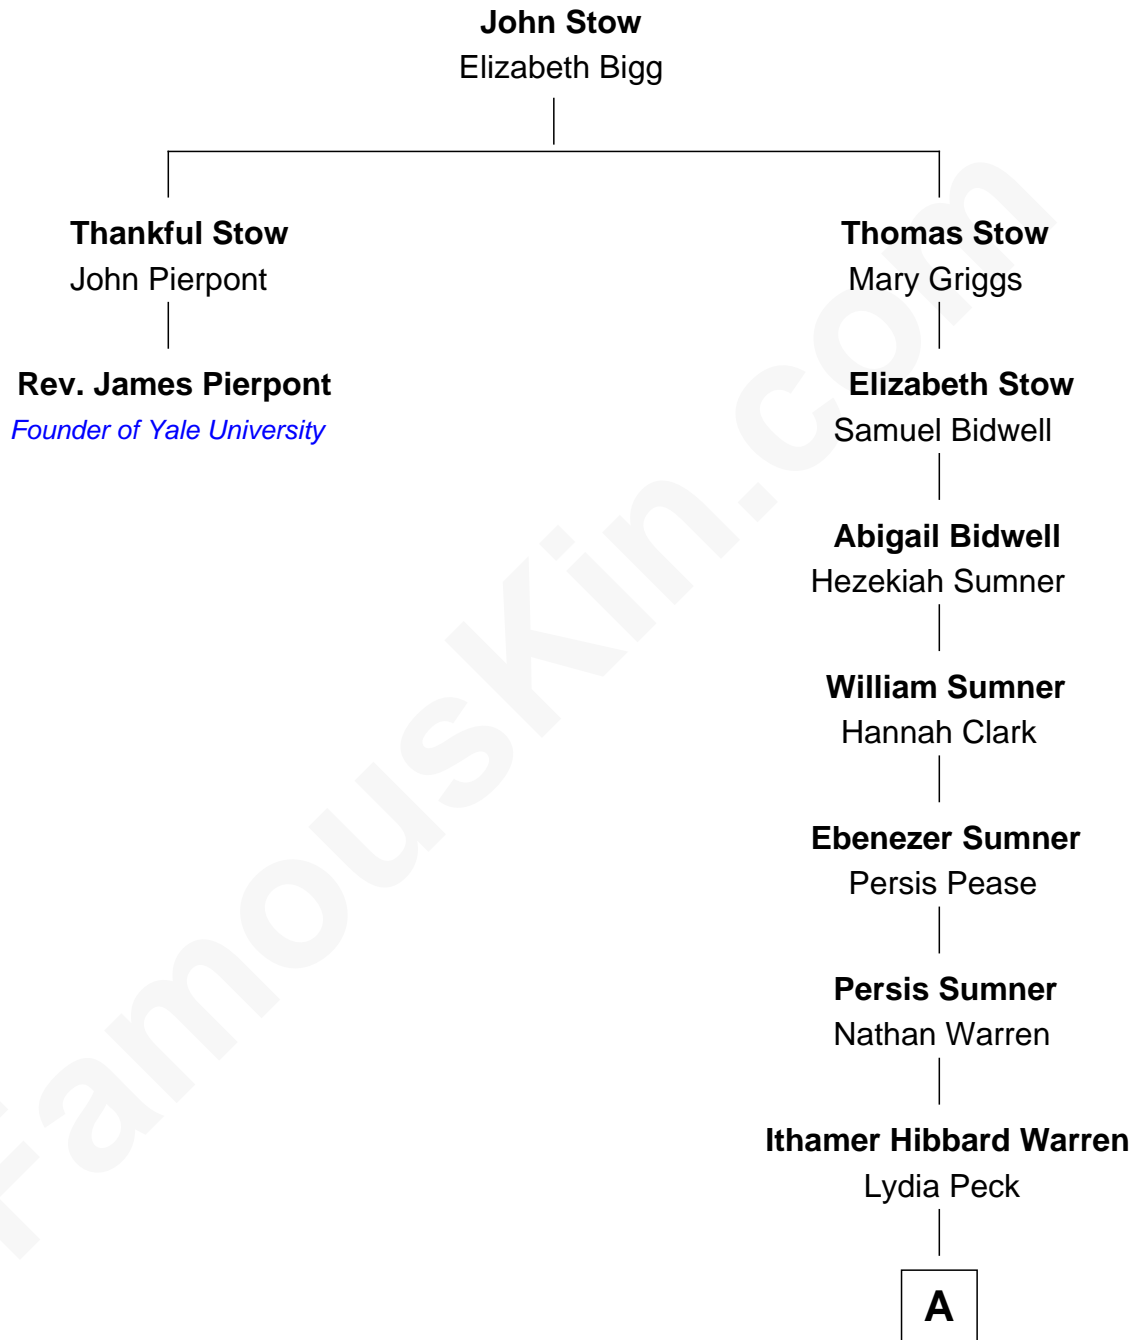 John Stow
Elizabeth Bigg
Thankful Stow
John Pierpont
Rev. James Pierpont
Founder of Yale University
Thomas Stow
Mary Griggs
Elizabeth Stow
Samuel Bidwell
Abigail Bidwell
Hezekiah Sumner
William Sumner
Hannah Clark
Ebenezer Sumner
Persis Pease
Persis Sumner
Nathan Warren
Ithamer Hibbard Warren
Lydia Peck
A
FamousKin.com